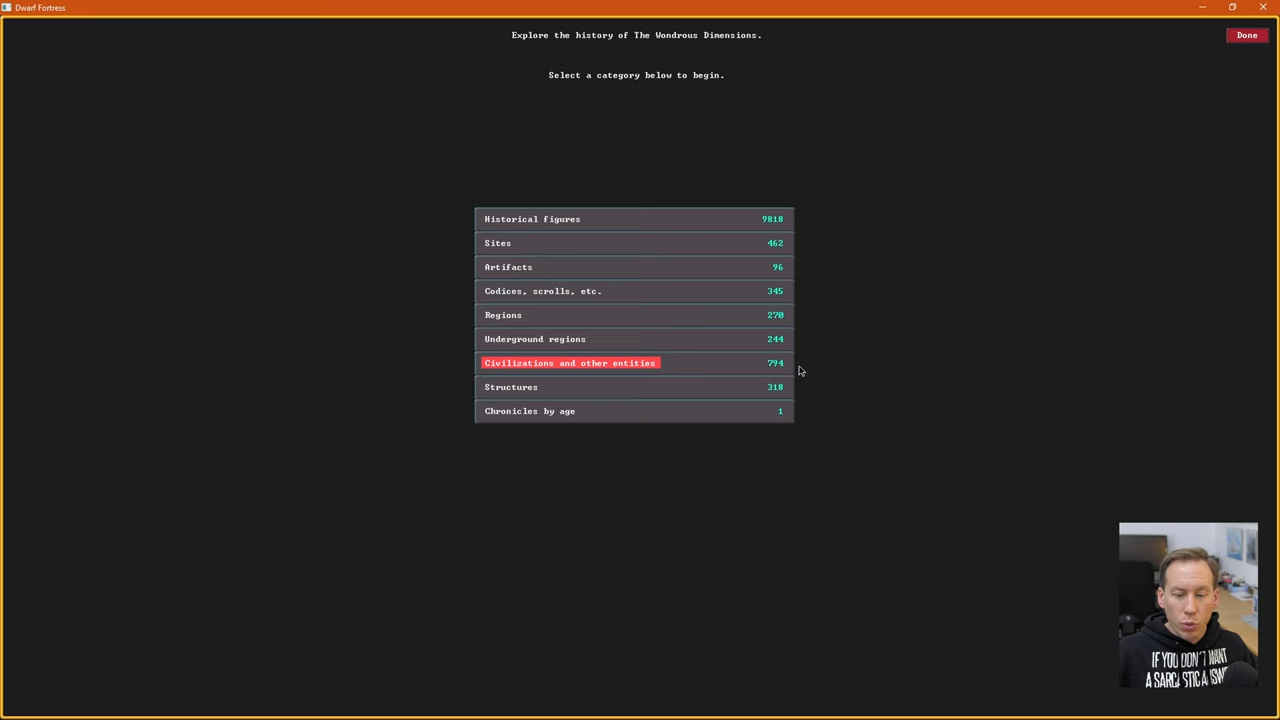 Dwarf Fortress
Explore the history of The Wondrous Dimensions.
Done
Select a category below to begin.
Historical figures 9818
Sites 462
Artifacts 96
Codices, scrolls, etc. 345
Regions 270
Underground regions 244
Civilizations and other entities 794
Structures 318
Chronicles by age 1
IF YOU DON'T WANT
A SARCASTIC